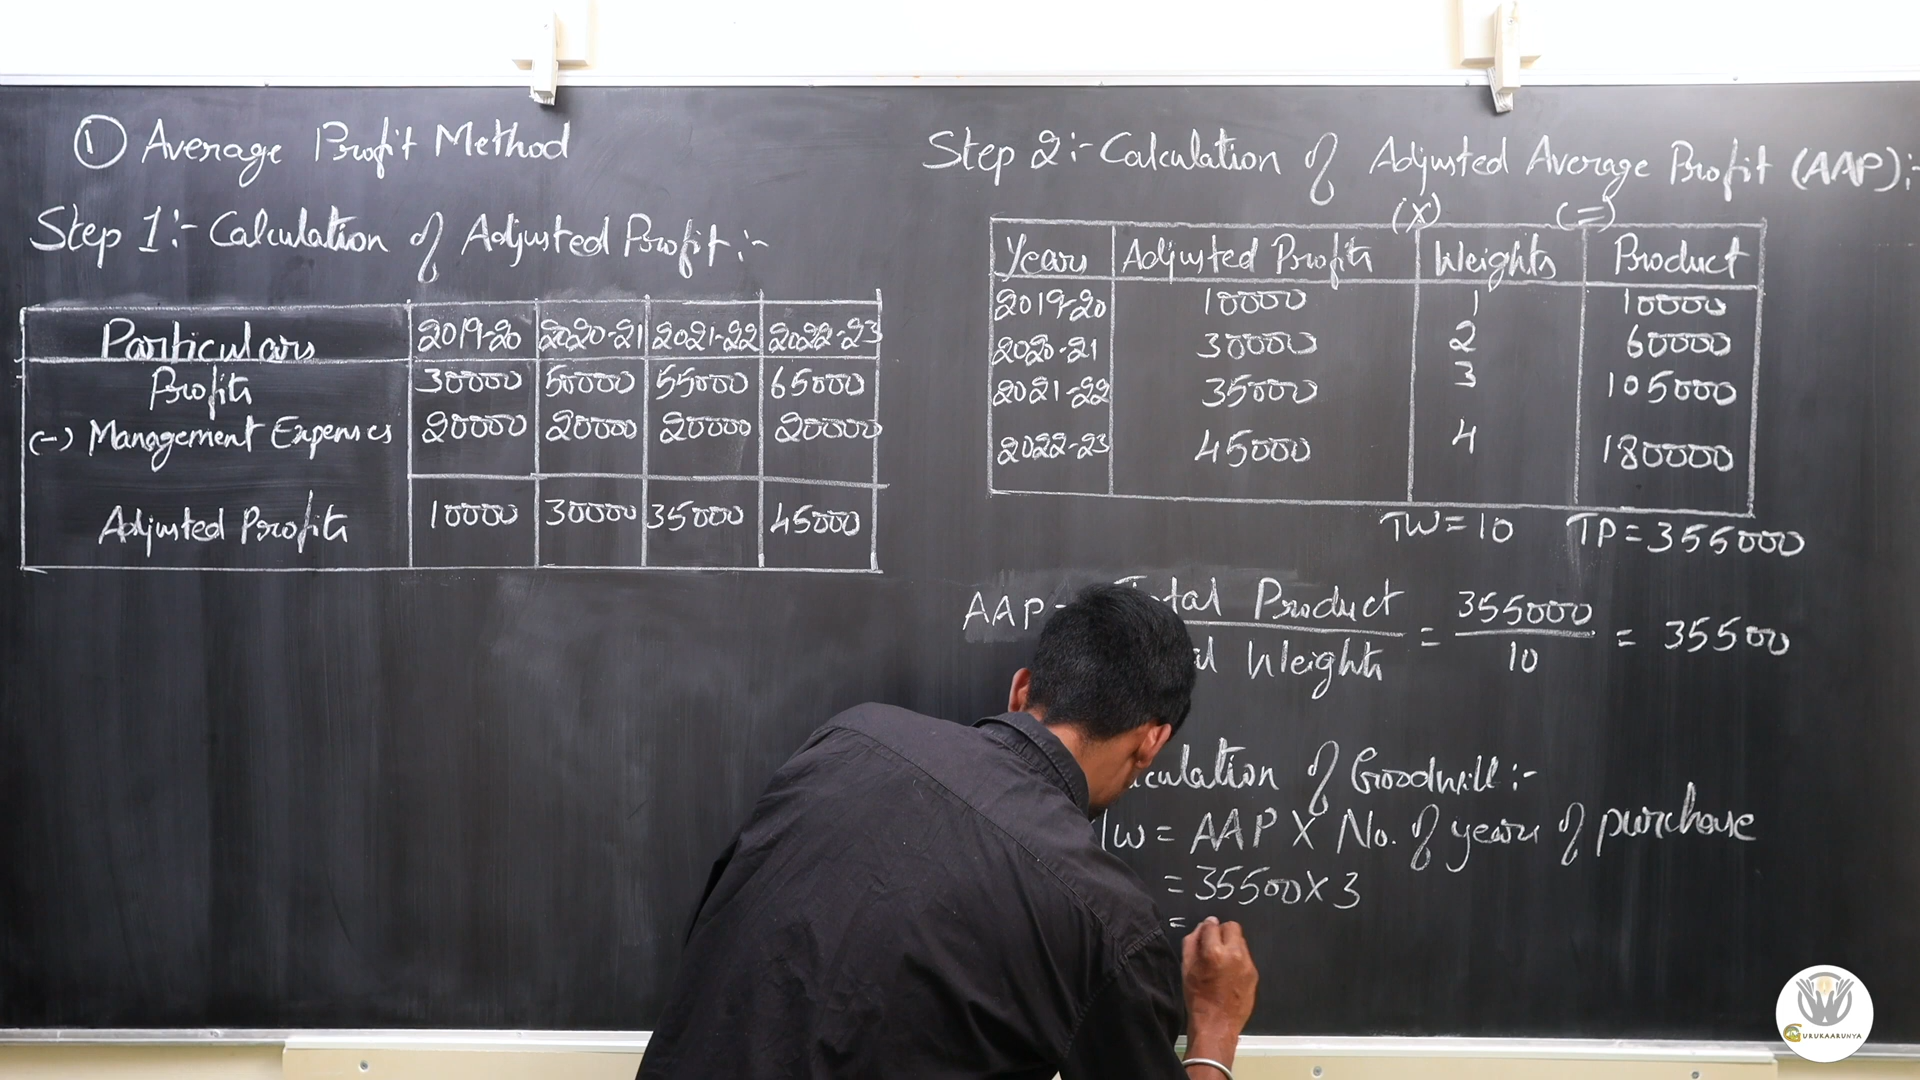 ① Average Profit Method
Step 1:- Calculation of Adjusted Profit:-
Particulars 2019-20 2020-21 2021-22 2022-23
Profits 30000 50000 55000 65000
(-) Management Expenses 20000 20000 20000 20000
Adjusted Profits 10000 30000 35000 45000
Step 2:- Calculation of Adjusted Average Profit (AAP):-
(X) (=)
Years Adjusted Profits Weights Product
2019-20 10000 1 10000
2020-21 30000 2 60000
2021-22 35000 3 105000
2022-23 45000 4 180000
TW=10 TP=355000
AAP = Total Product = 355000 = 35500
Weights 10
of Goodwill:-
= AAP X No. of years of purchase
= 35500 X 3
=
GURUKAARUNYA